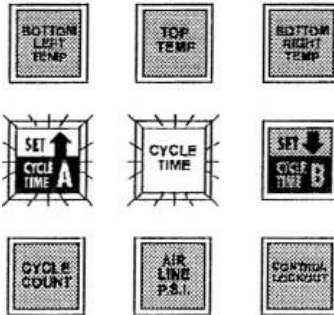 BOTTOM
LEFT
TEMP
TOP
TEMP
BOTTOM
RIGHT
TEMP
SET
CYCLE
TIME A
CYCLE
TIME
SET
CYCLE
TIME B
CYCLE
COUNT
AIR
LINE
P.S.I.
CONTROL
LOCKOUT